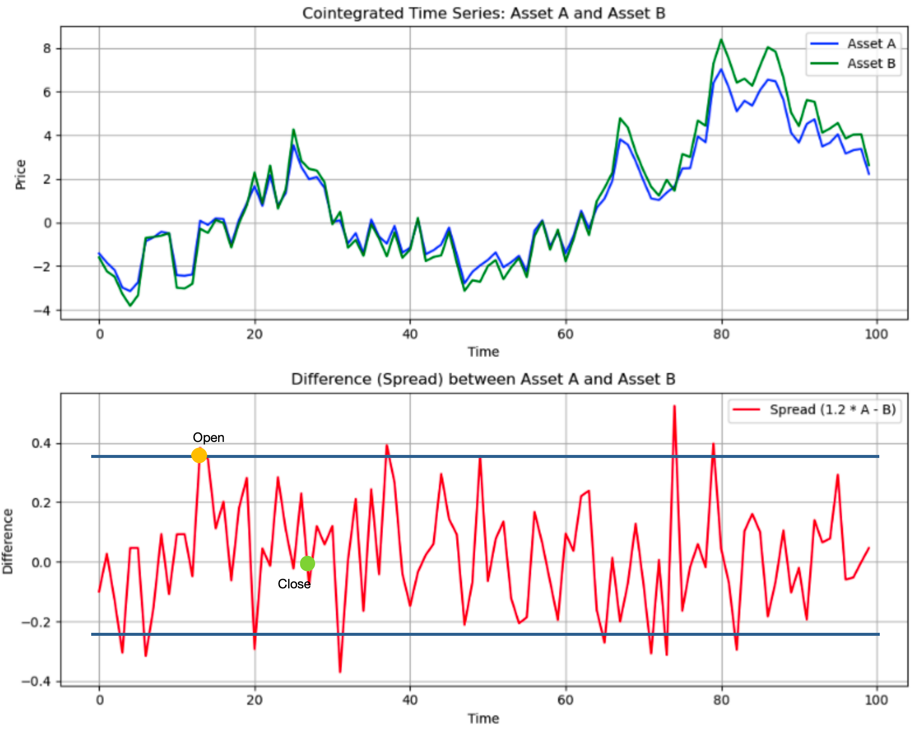 Cointegrated Time Series: Asset A and Asset B
Asset A
Asset B
8
6
4
2
0
−2
−4
Price
0 20 40 60 80 100
Time
Difference (Spread) between Asset A and Asset B
Spread (1.2 * A - B)
Open
Close
0.4
0.2
0.0
−0.2
−0.4
Difference
0 20 40 60 80 100
Time